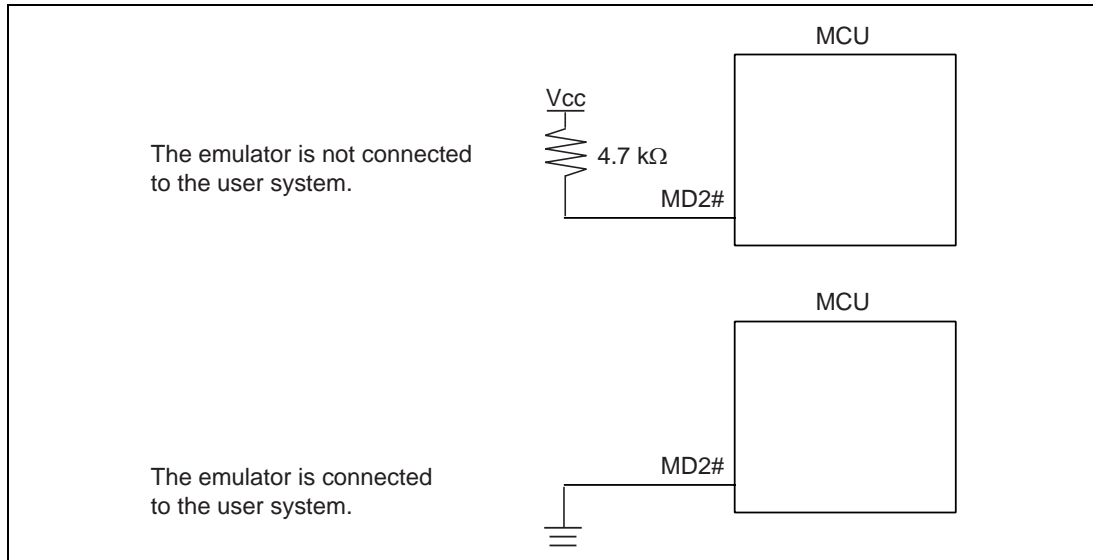 MCU
Vcc
The emulator is not connected
to the user system.
4.7 kΩ
MD2#
MCU
MD2#
The emulator is connected
to the user system.